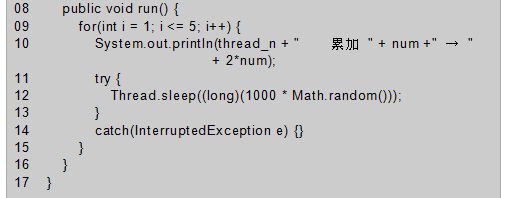 08 public void run() {
09 for(int i = 1; i <= 5; i++) {
10 System.out.println(thread_n + " 累加 " + num +" → "
+ 2*num);
11 try {
12 Thread.sleep((long)(1000 * Math.random()));
13 }
14 catch(InterruptedException e) {}
15 }
16 }
17 }